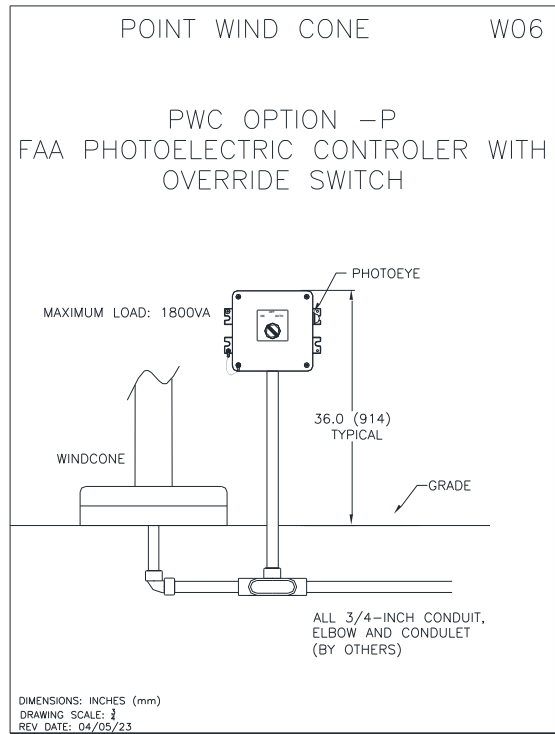 POINT WIND CONE W06
PWC OPTION –P
FAA PHOTOELECTRIC CONTROLER WITH
OVERRIDE SWITCH
PHOTOEYE
MAXIMUM LOAD: 1800VA
36.0 (914)
TYPICAL
WINDCONE
GRADE
ALL 3/4–INCH CONDUIT,
ELBOW AND CONDULET
(BY OTHERS)
DIMENSIONS: INCHES (mm)
DRAWING SCALE:
REV DATE: 04/05/23